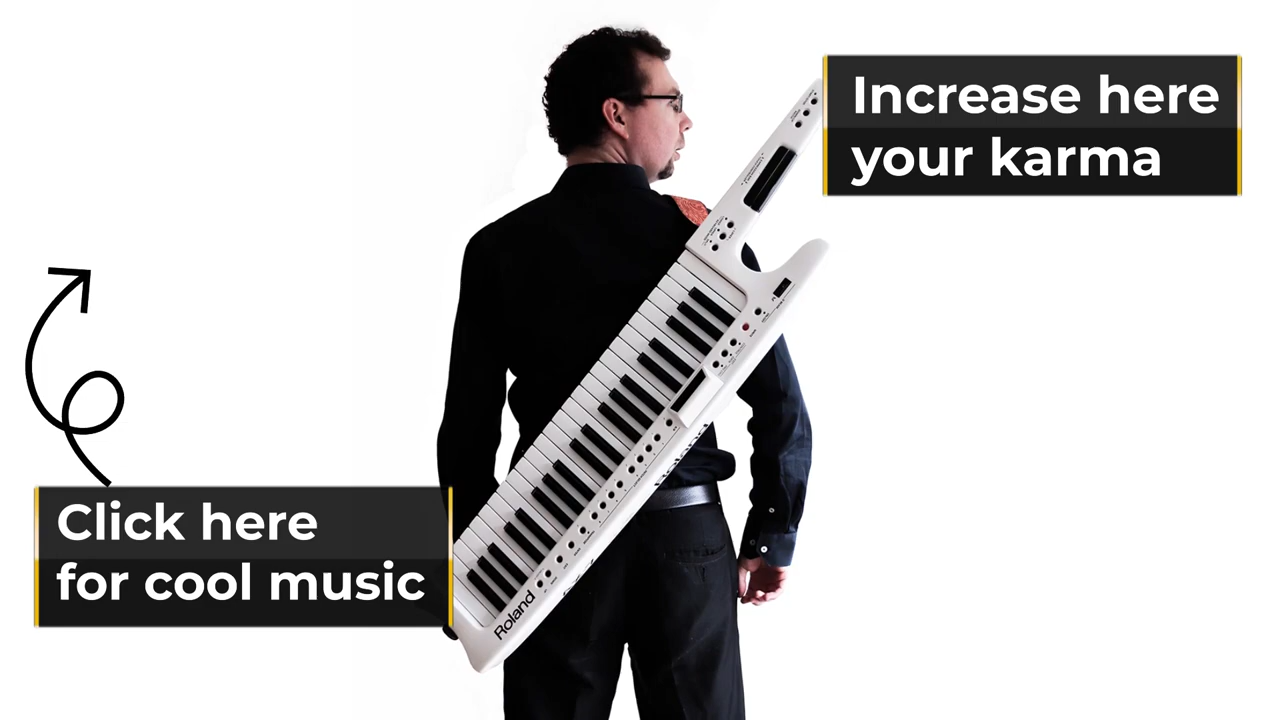 Increase here
your karma
Click here
for cool music
Roland